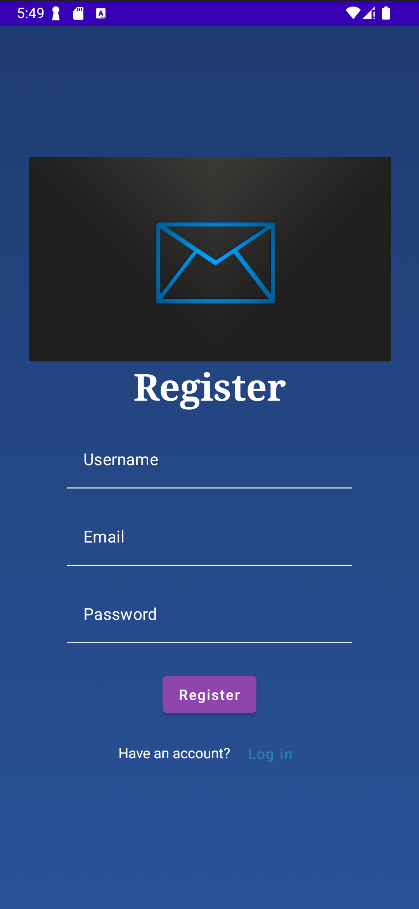 5:49
Register
Username
Email
Password
Register
Have an account? Log in